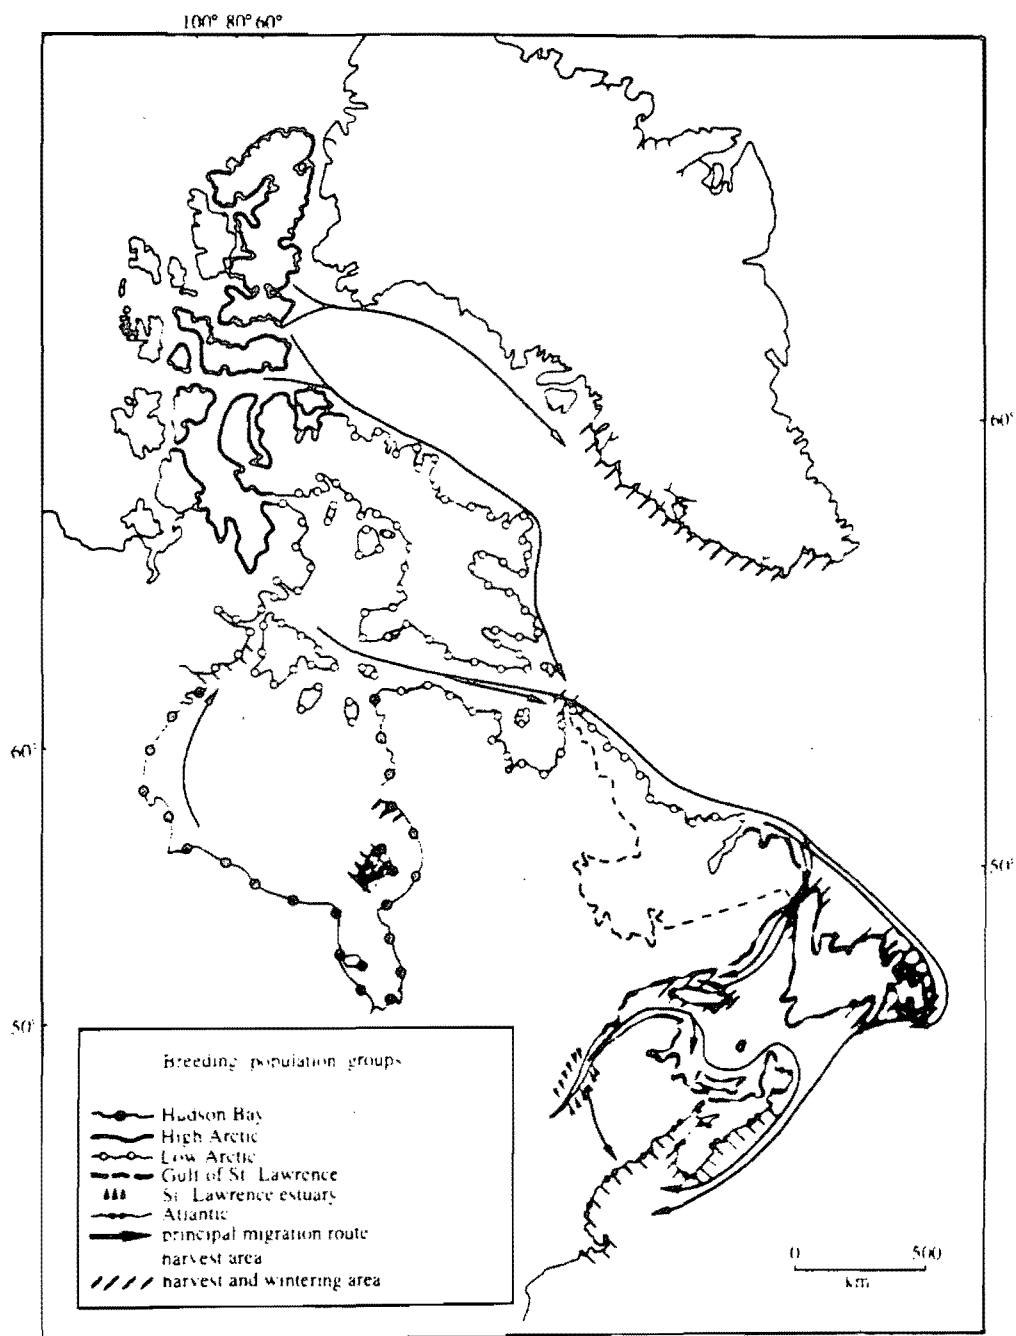 100° 80° 60°
60°
60°
50°
50°
Breeding population groups
Hudson Bay
High Arctic
Low Arctic
Gulf of St. Lawrence
St. Lawrence estuary
Atlantic
principal migration route
harvest area
harvest and wintering area
0 500
km